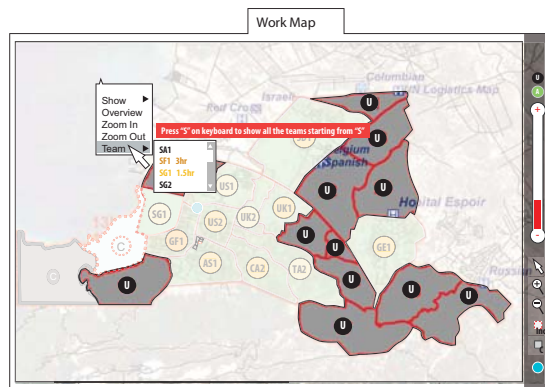 Work Map
Columbian
UN Logistics Map
Israel
Red Cross
Show
Overview
Zoom In
Zoom Out
Team
Press "S" on keyboard to show all the teams starting from "S"
SA1
SF1 3hr
SG1 1.5hr
SG2
Belgium
Spanish
Hopital Espoir
Russian
U
A
+
-
U
U
U
U
U
U
U
U
U
U
U
U
US1
SG1
US2
UK2
UK1
GF1
GE1
AS1
CA2
TA2
C
C